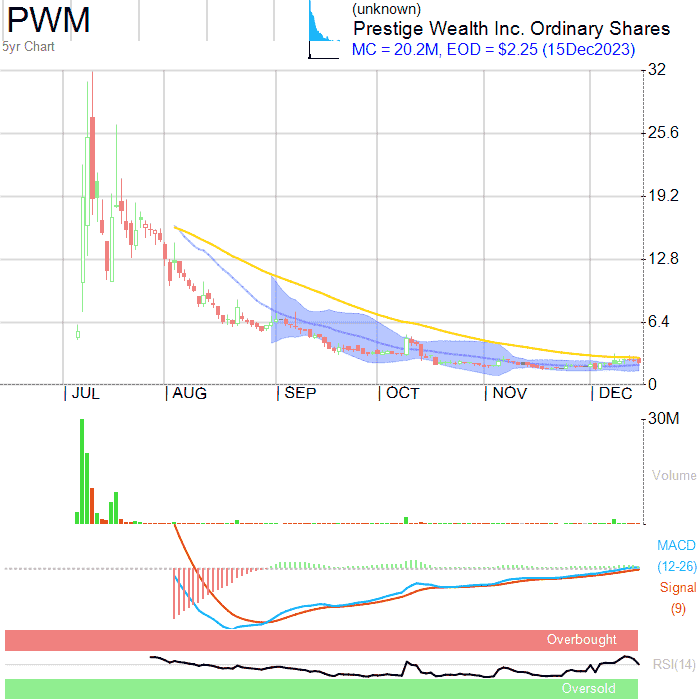 PWM
5yr Chart
(unknown)
Prestige Wealth Inc. Ordinary Shares
MC = 20.2M, EOD = $2.25 (15Dec2023)
32
25.6
19.2
12.8
6.4
0
JUL AUG SEP OCT NOV DEC
30M
Volume
MACD
(12-26)
Signal
(9)
Overbought
RSI(14)
Oversold